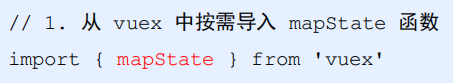 // 1. 从 vuex 中按需导入 mapState 函数
import { mapState } from 'vuex'